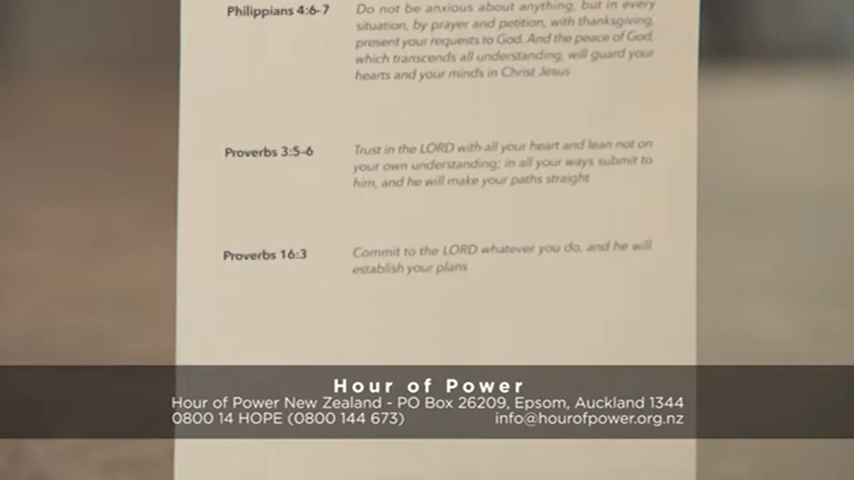 Philippians 4:6-7 Do not be anxious about anything, but in every
situation, by prayer and petition, with thanksgiving,
present your requests to God. And the peace of God,
which transcends all understanding, will guard your
hearts and your minds in Christ Jesus
Proverbs 3:5-6 Trust in the LORD with all your heart and lean not on
your own understanding; in all your ways submit to
him, and he will make your paths straight
Proverbs 16:3 Commit to the LORD whatever you do, and he will
establish your plans
Hour of Power
Hour of Power New Zealand - PO Box 26209, Epsom, Auckland 1344
0800 14 HOPE (0800 144 673) info@hourofpower.org.nz